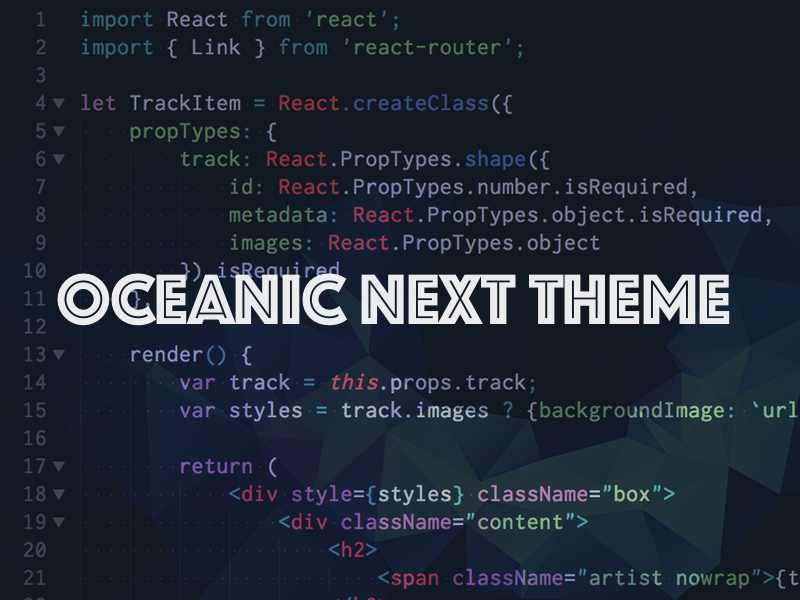 1 import React from 'react';
2 import { Link } from 'react-router';
3
4 let TrackItem = React.createClass({
5 propTypes: {
6 track: React.PropTypes.shape({
7 id: React.PropTypes.number.isRequired,
8 metadata: React.PropTypes.object.isRequired,
9 images: React.PropTypes.object
10 }).isRequired
11 },
OCEANIC NEXT THEME
12
13 render() {
14 var track = this.props.track;
15 var styles = track.images ? {backgroundImage: `url
16
17 return (
18 <div style={styles} className="box">
19 <div className="content">
20 <h2>
21 <span className="artist nowrap">{t